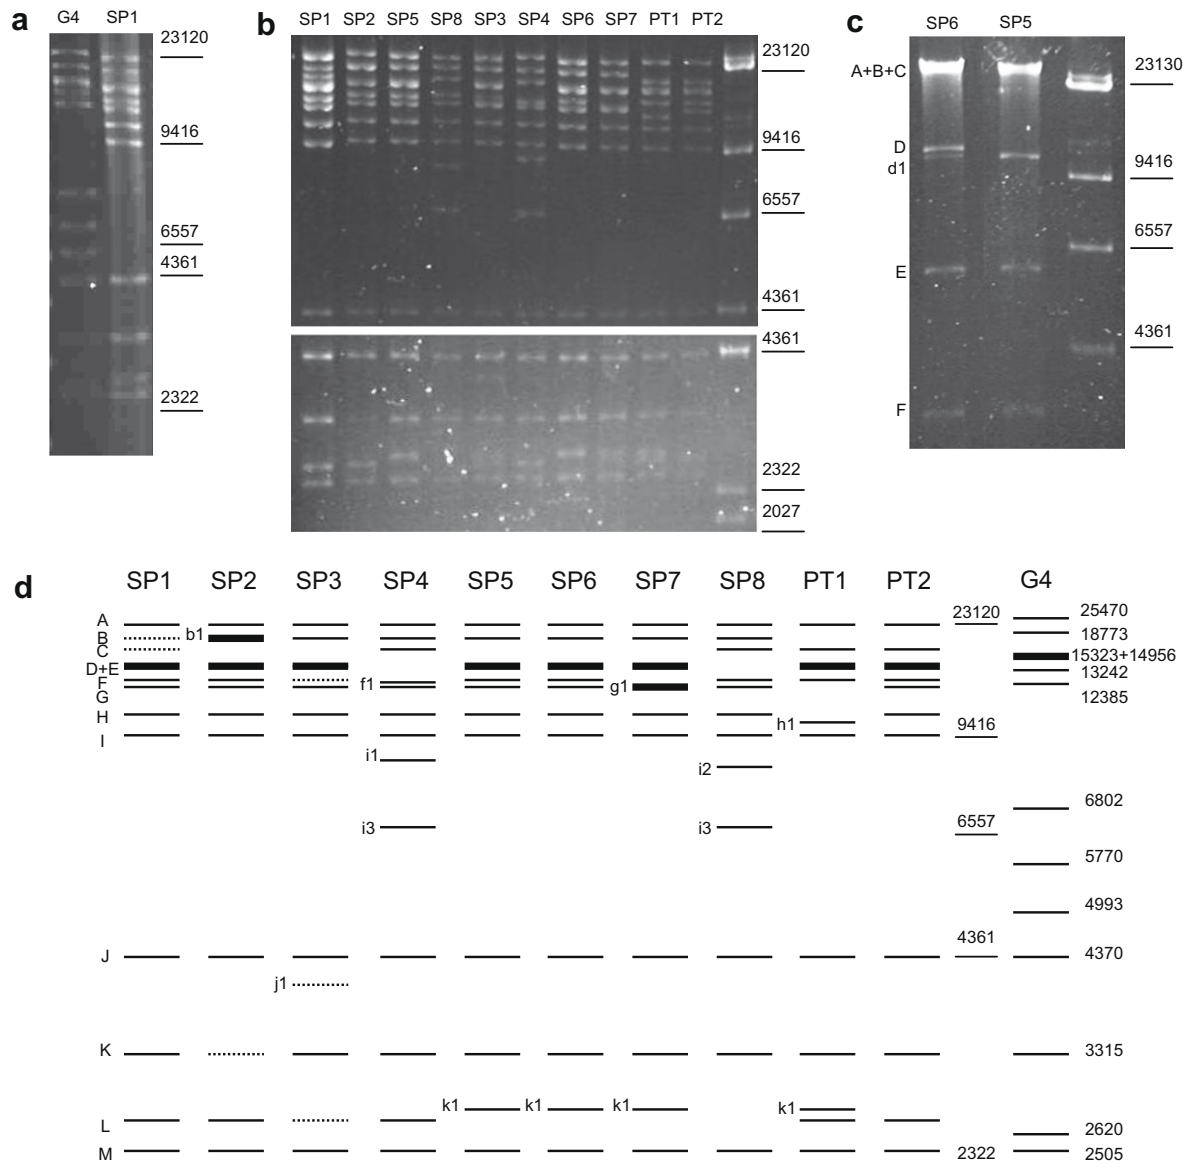 a
G4 SP1
23120
9416
6557
4361
2322
b
SP1 SP2 SP5 SP8 SP3 SP4 SP6 SP7 PT1 PT2
23120
9416
6557
4361
4361
2322
2027
c
SP6 SP5
A+B+C
23130
D
d1
9416
6557
E
4361
F
d
SP1 SP2 SP3 SP4 SP5 SP6 SP7 SP8 PT1 PT2 G4
A 23120 25470
B b1 18773
C
D+E 15323+14956
F f1 g1 13242
G 12385
H h1
I 9416
i1 i2
6802
i3 i3 6557
5770
4993
J 4361 4370
j1
K 3315
k1 k1 k1 k1
L 2620
M 2322 2505